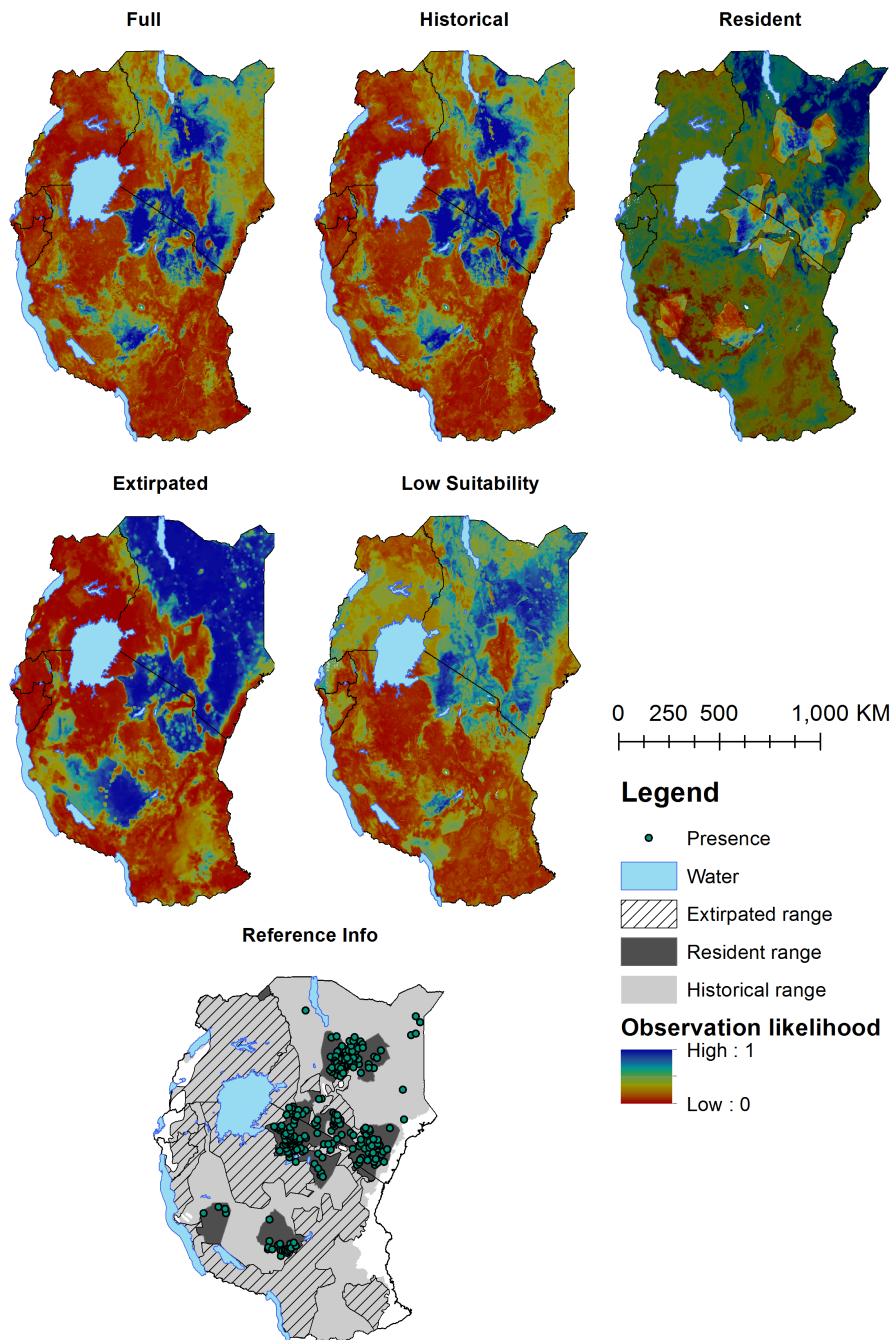 Full
Historical
Resident
Extirpated
Low Suitability
0 250 500 1,000 KM
Legend
Presence
Water
Extirpated range
Resident range
Historical range
Observation likelihood
High : 1
Low : 0
Reference Info